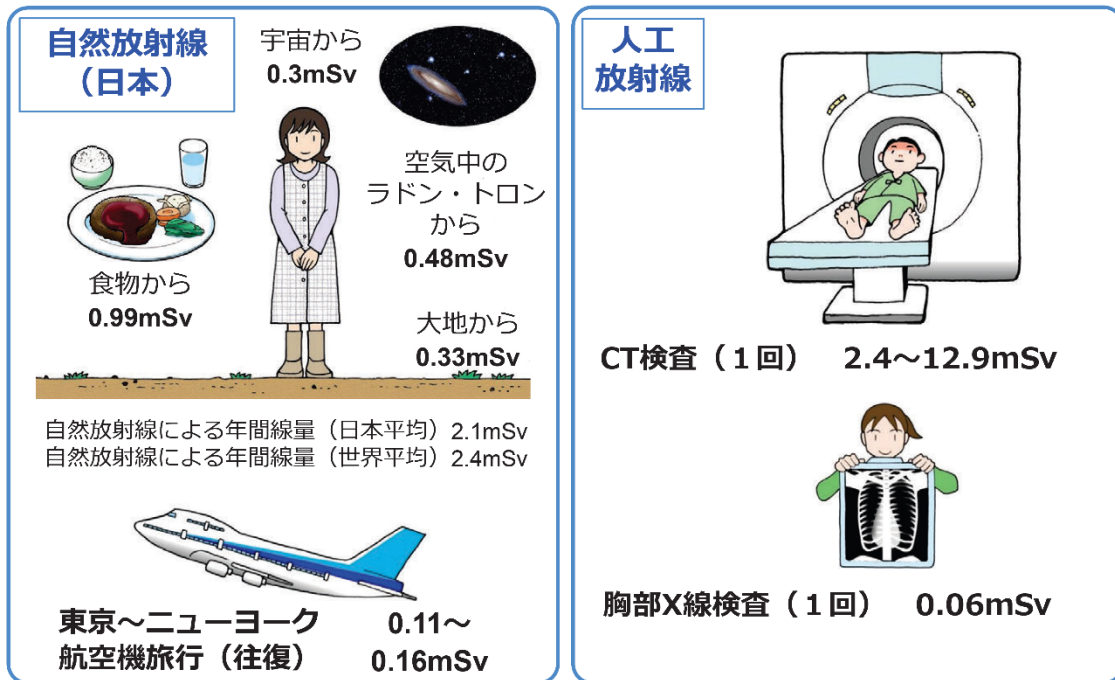 自然放射線
（日本）
宇宙から
0.3mSv
空気中の
ラドン・トロン
から
0.48mSv
食物から
0.99mSv
大地から
0.33mSv
自然放射線による年間線量（日本平均）2.1mSv
自然放射線による年間線量（世界平均）2.4mSv
東京～ニューヨーク　0.11～
航空機旅行（往復）　0.16mSv
人工
放射線
CT検査（１回）　2.4～12.9mSv
胸部X線検査（１回）　0.06mSv